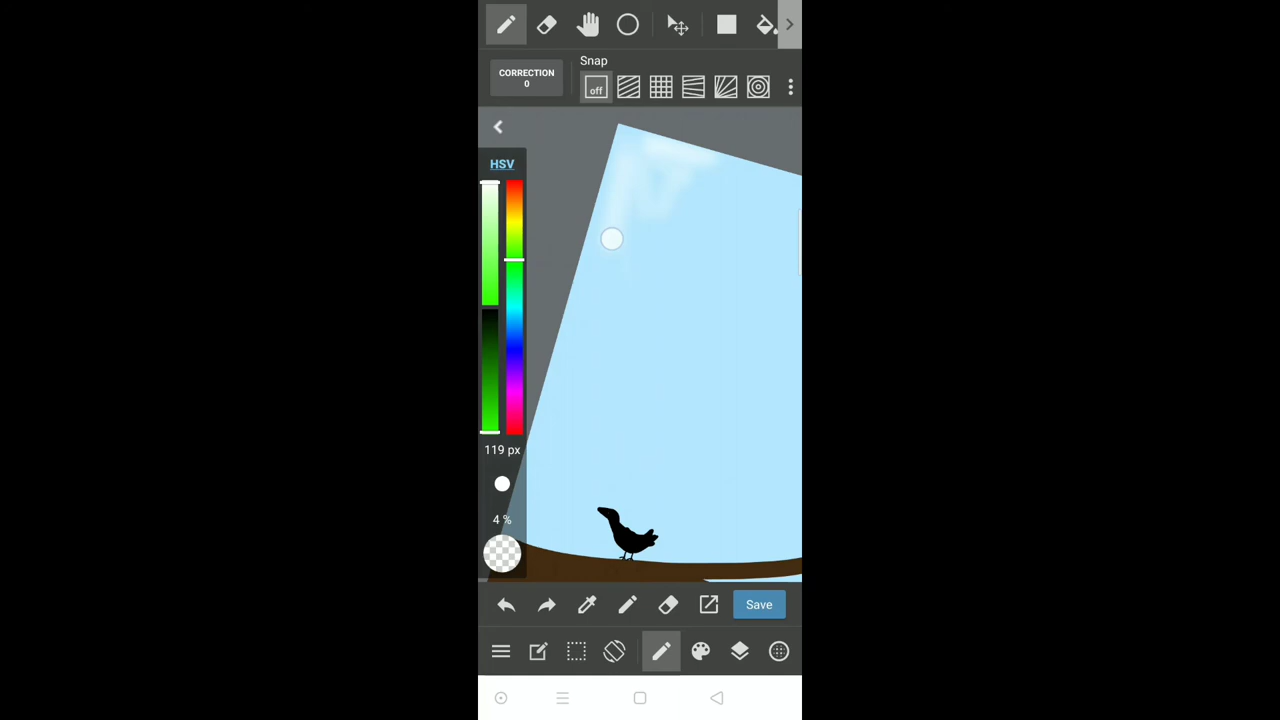 Snap
CORRECTION
0
off
HSV
119 px
4 %
Save